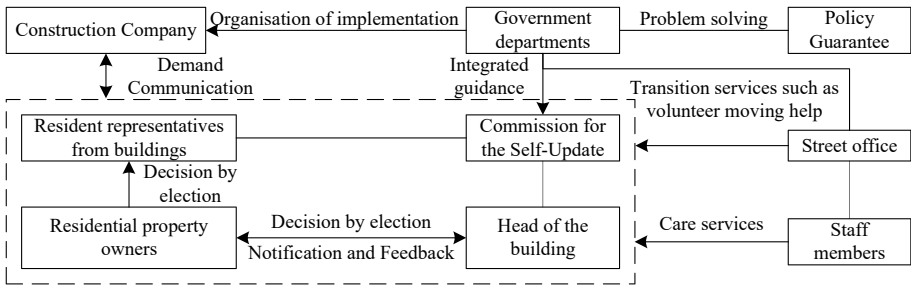 Construction Company
Organisation of implementation
Government
departments
Problem solving
Policy
Guarantee
Demand
Communication
Integrated
guidance
Transition services such as
volunteer moving help
Resident representatives
from buildings
Commission for
the Self-Update
Street office
Decision by
election
Residential property
owners
Decision by election
Notification and Feedback
Head of the
building
Care services
Staff
members